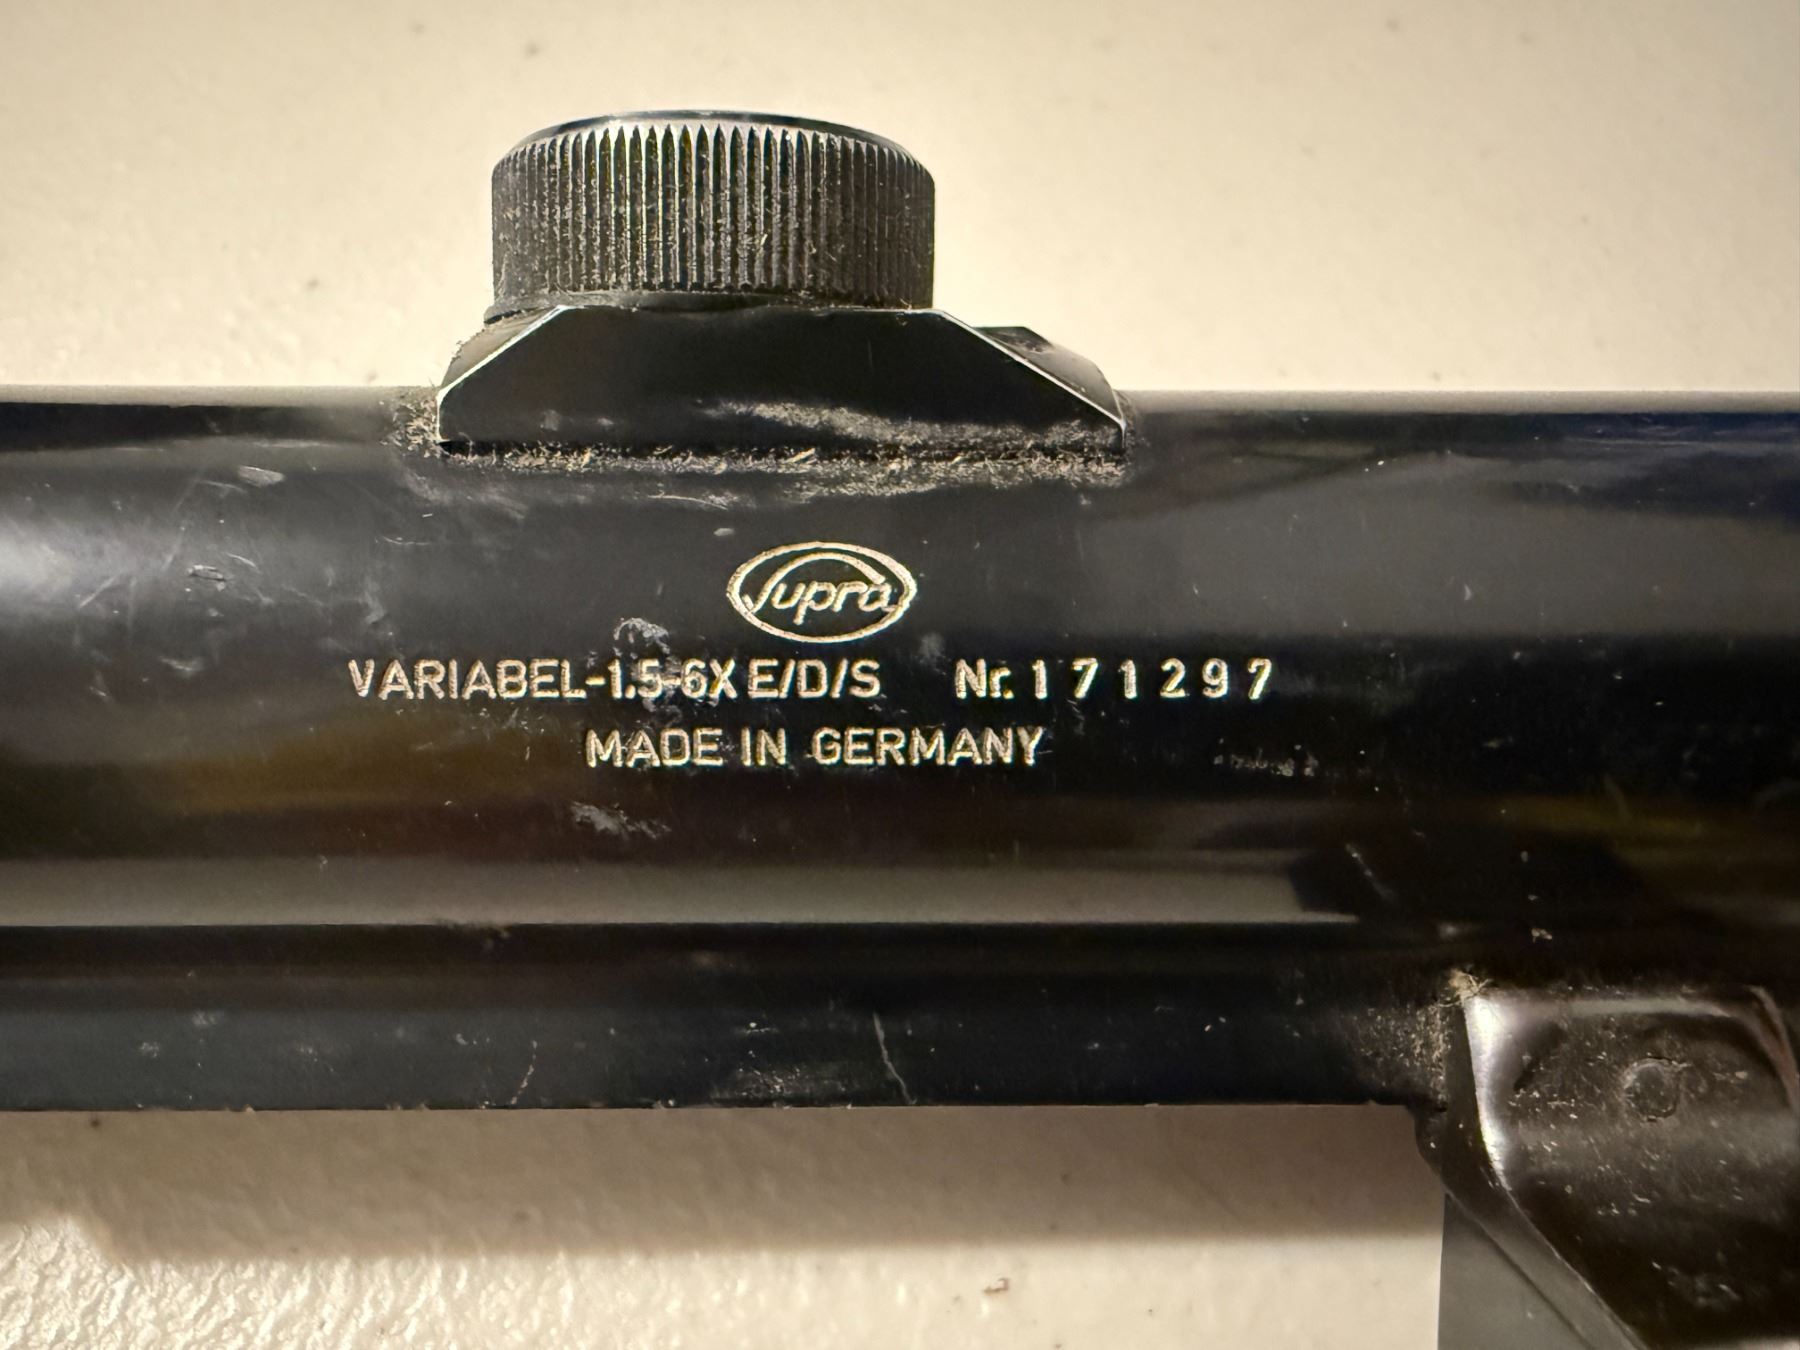 Supra
VARIABEL-1.5-6X E/D/S Nr. 171297
MADE IN GERMANY